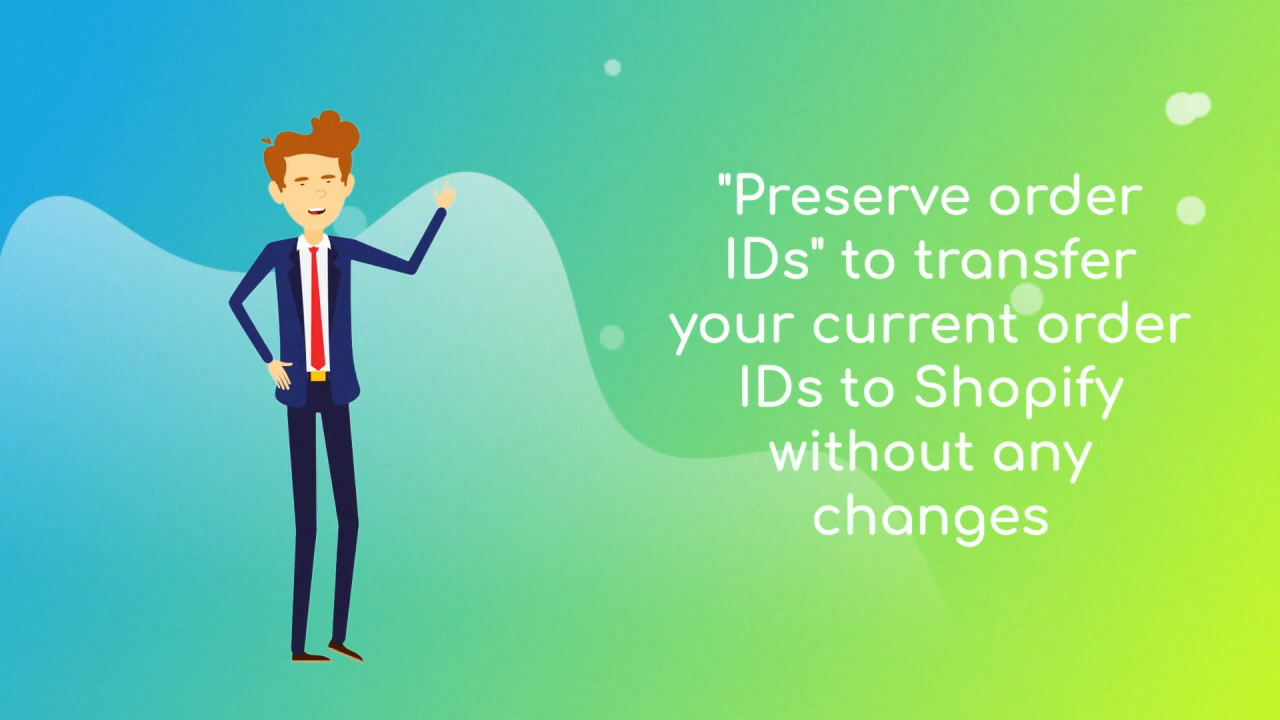 "Preserve order
IDs" to transfer
your current order
IDs to Shopify
without any
changes